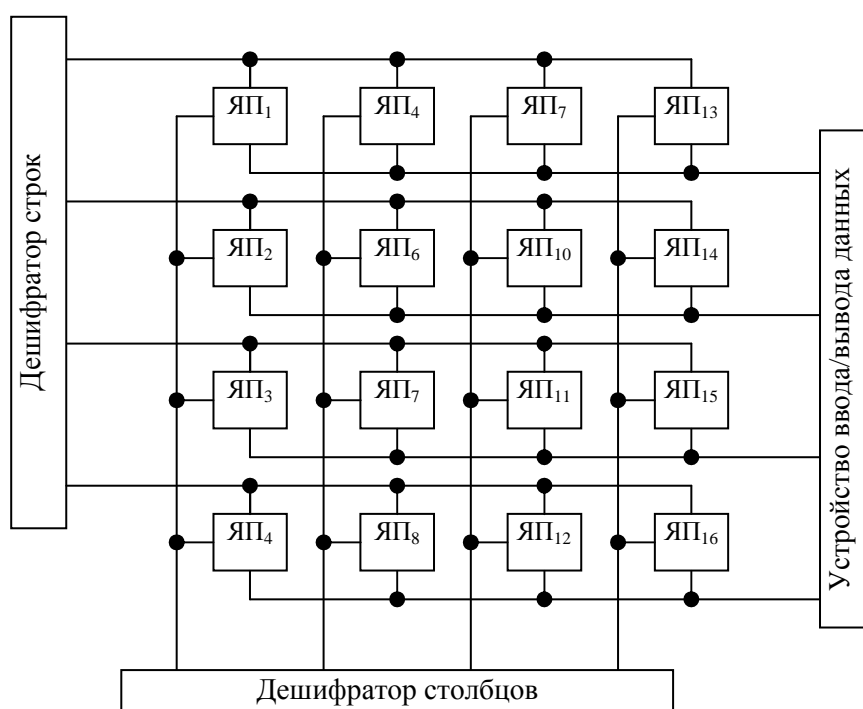 Дешифратор строк
ЯП1 ЯП4 ЯП7 ЯП13
ЯП2 ЯП6 ЯП10 ЯП14
ЯП3 ЯП7 ЯП11 ЯП15
ЯП4 ЯП8 ЯП12 ЯП16
Устройство ввода/вывода данных
Дешифратор столбцов